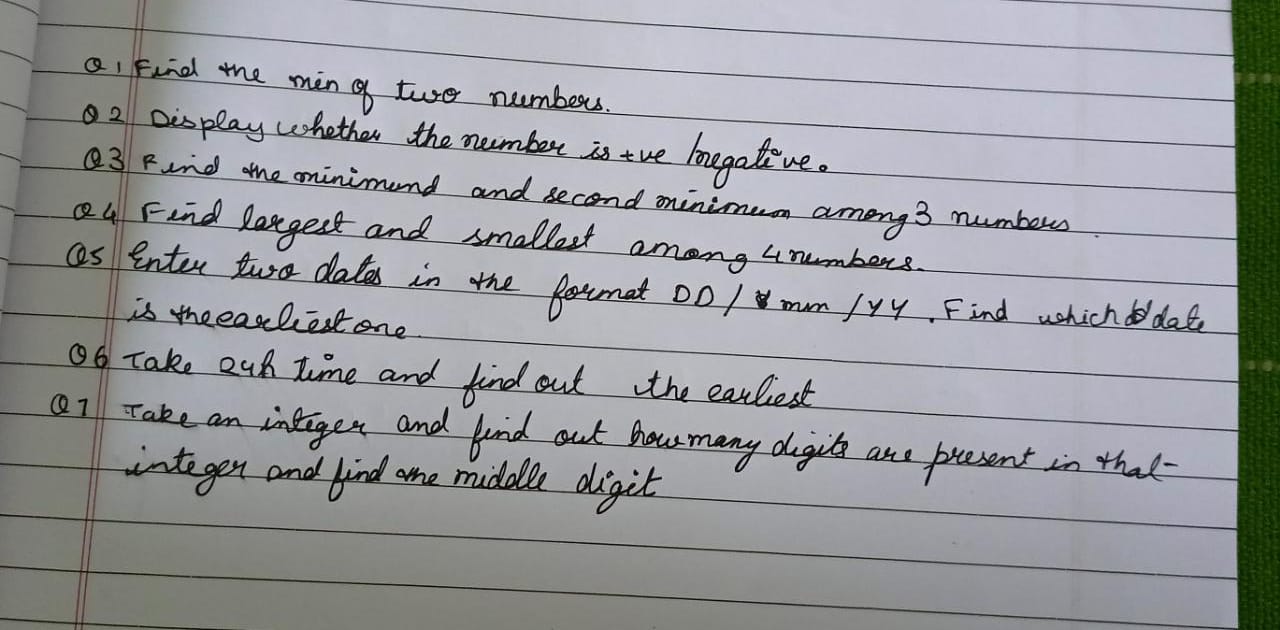 Q1 Find the min of two numbers.
Q2 Display whether the number is +ve /negative.
Q3 Find the minimumd and second minimum among 3 numbers.
Q4 Find largest and smallest among 4 numbers.
Q5 Enter two dates in the format DD / mm / YY . Find which date
is the earliest one.
Q6 Take 24h time and find out the earliest
Q7 Take an integer and find out how many digits are present in that
integer and find the middle digit